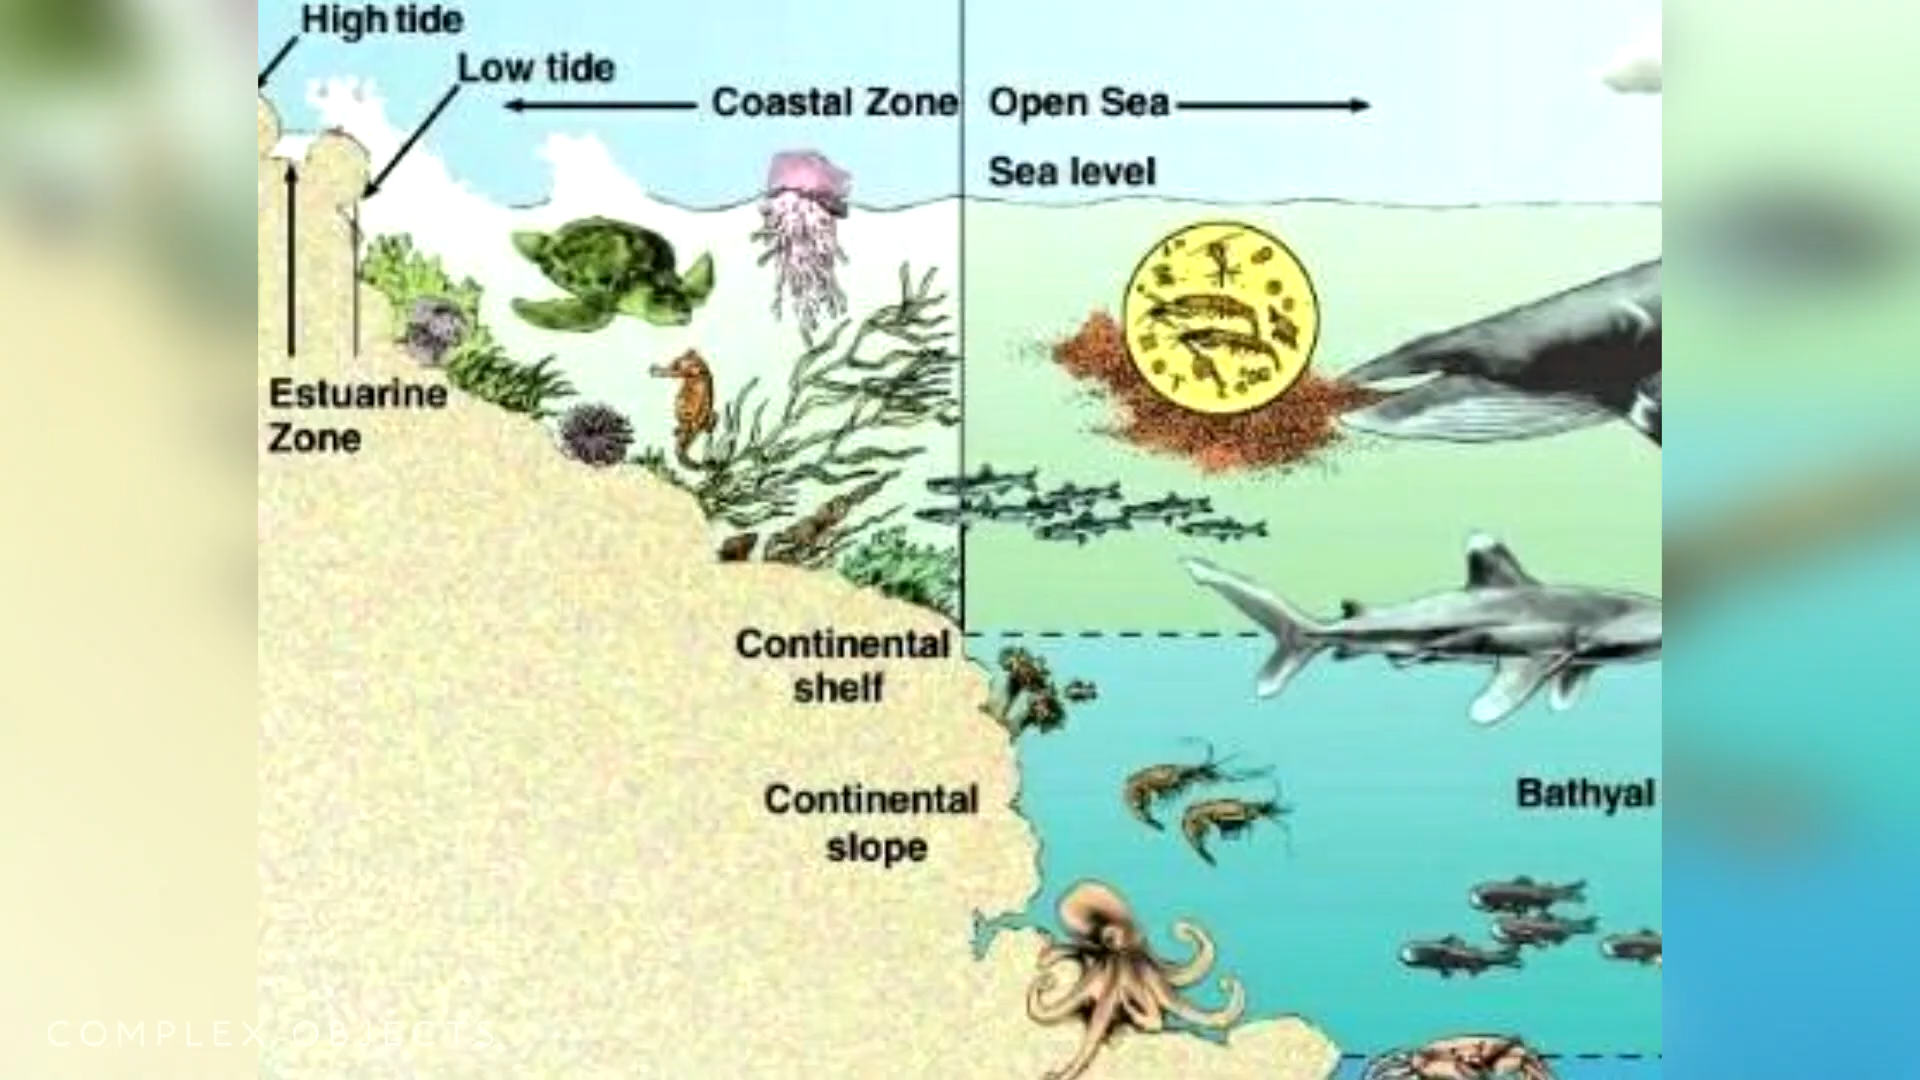 High tide
Low tide
Coastal Zone
Open Sea
Sea level
Estuarine
Zone
Continental
shelf
Continental
slope
Bathyal
COMPLEX OBJECTS